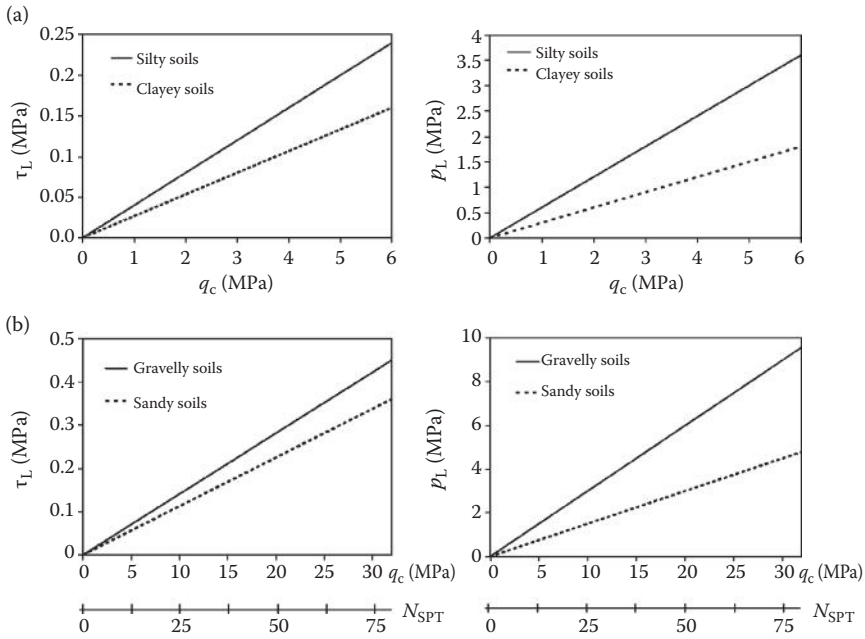 (a)
0.25
0.20
0.15
0.10
0.05
0.0
τL (MPa)
Silty soils
Clayey soils
0 1 2 3 4 5 6
qc (MPa)
4
3.5
3
2.5
2
1.5
1
0.5
0
pL (MPa)
Silty soils
Clayey soils
0 1 2 3 4 5 6
qc (MPa)
(b)
0.5
0.4
0.3
0.2
0.1
0
τL (MPa)
Gravelly soils
Sandy soils
0 5 10 15 20 25 30 qc (MPa)
0 25 50 75 NSPT
10
8
6
4
2
0
pL (MPa)
Gravelly soils
Sandy soils
0 5 10 15 20 25 30 qc (MPa)
0 25 50 75 NSPT